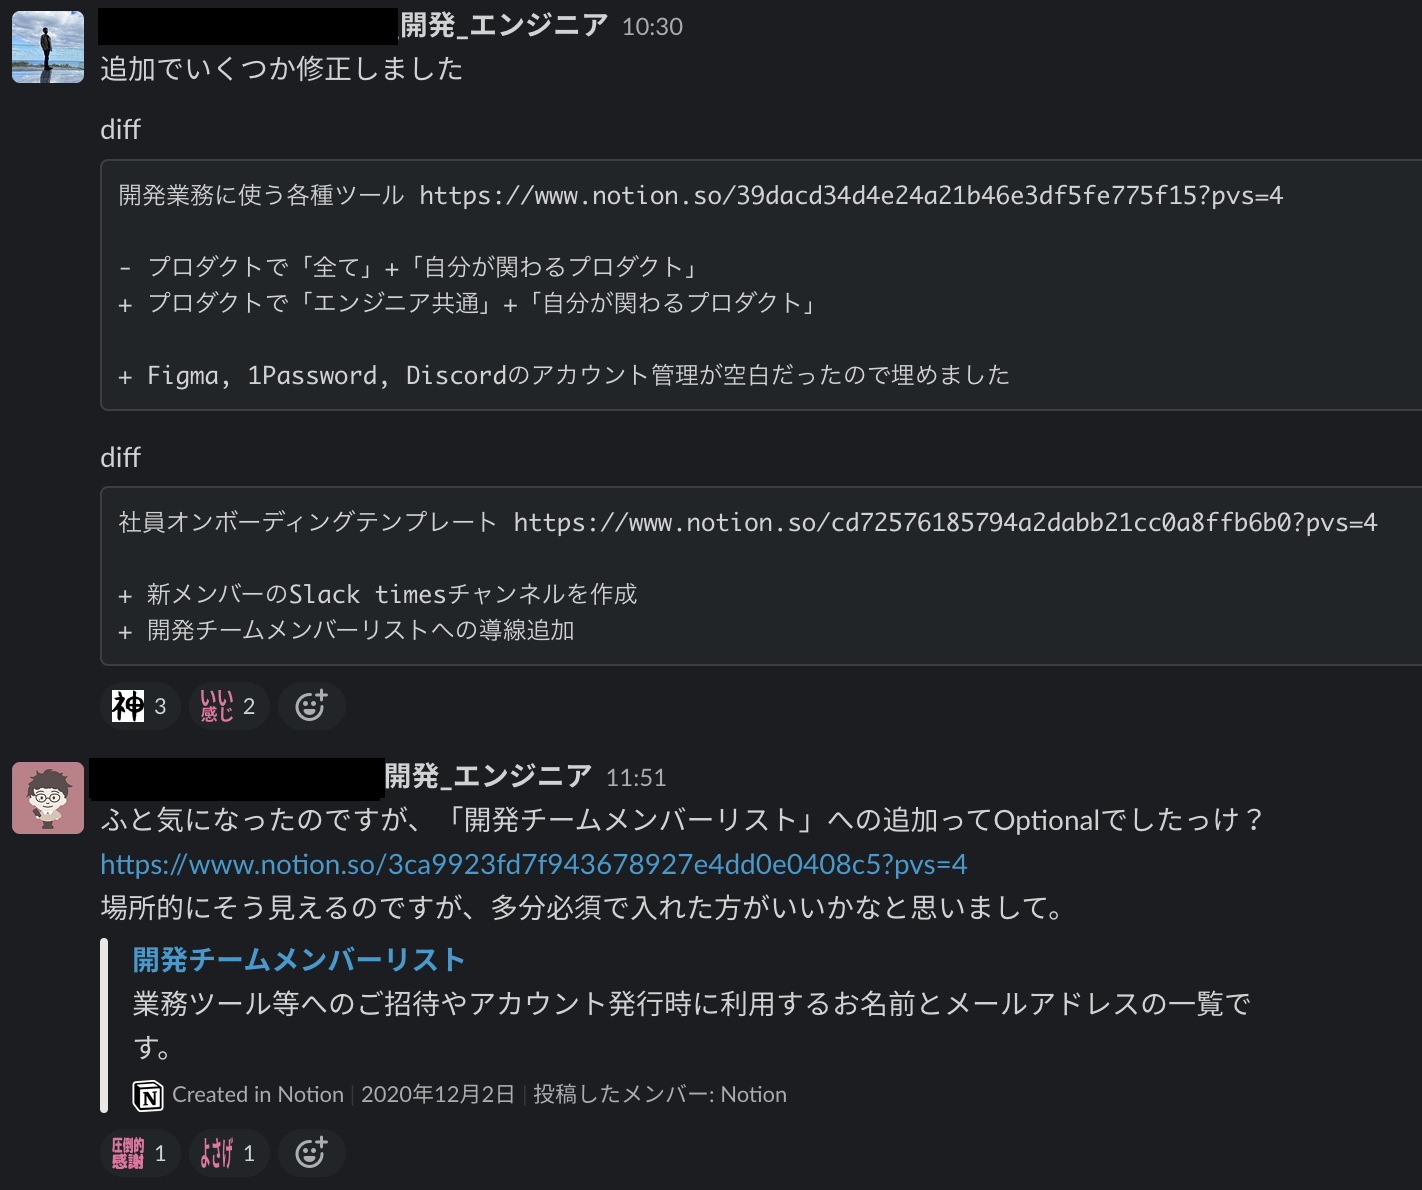 開発_エンジニア 10:30
追加でいくつか修正しました
diff
開発業務に使う各種ツール https://www.notion.so/39dacd34d4e24a21b46e3df5fe775f15?pvs=4
- プロダクトで「全て」+「自分が関わるプロダクト」
+ プロダクトで「エンジニア共通」+「自分が関わるプロダクト」
+ Figma, 1Password, Discordのアカウント管理が空白だったので埋めました
diff
社員オンボーディングテンプレート https://www.notion.so/cd72576185794a2dabb21cc0a8ffb6b0?pvs=4
+ 新メンバーのSlack timesチャンネルを作成
+ 開発チームメンバーリストへの導線追加
神 3 いい感じ 2
開発_エンジニア 11:51
ふと気になったのですが、「開発チームメンバーリスト」への追加ってOptionalでしたっけ？
https://www.notion.so/3ca9923fd7f943678927e4dd0e0408c5?pvs=4
場所的にそう見えるのですが、多分必須で入れた方がいいかなと思いまして。
開発チームメンバーリスト
業務ツール等へのご招待やアカウント発行時に利用するお名前とメールアドレスの一覧で
す。
N Created in Notion | 2020年12月2日 | 投稿したメンバー: Notion
圧倒的感謝 1 よさげ 1